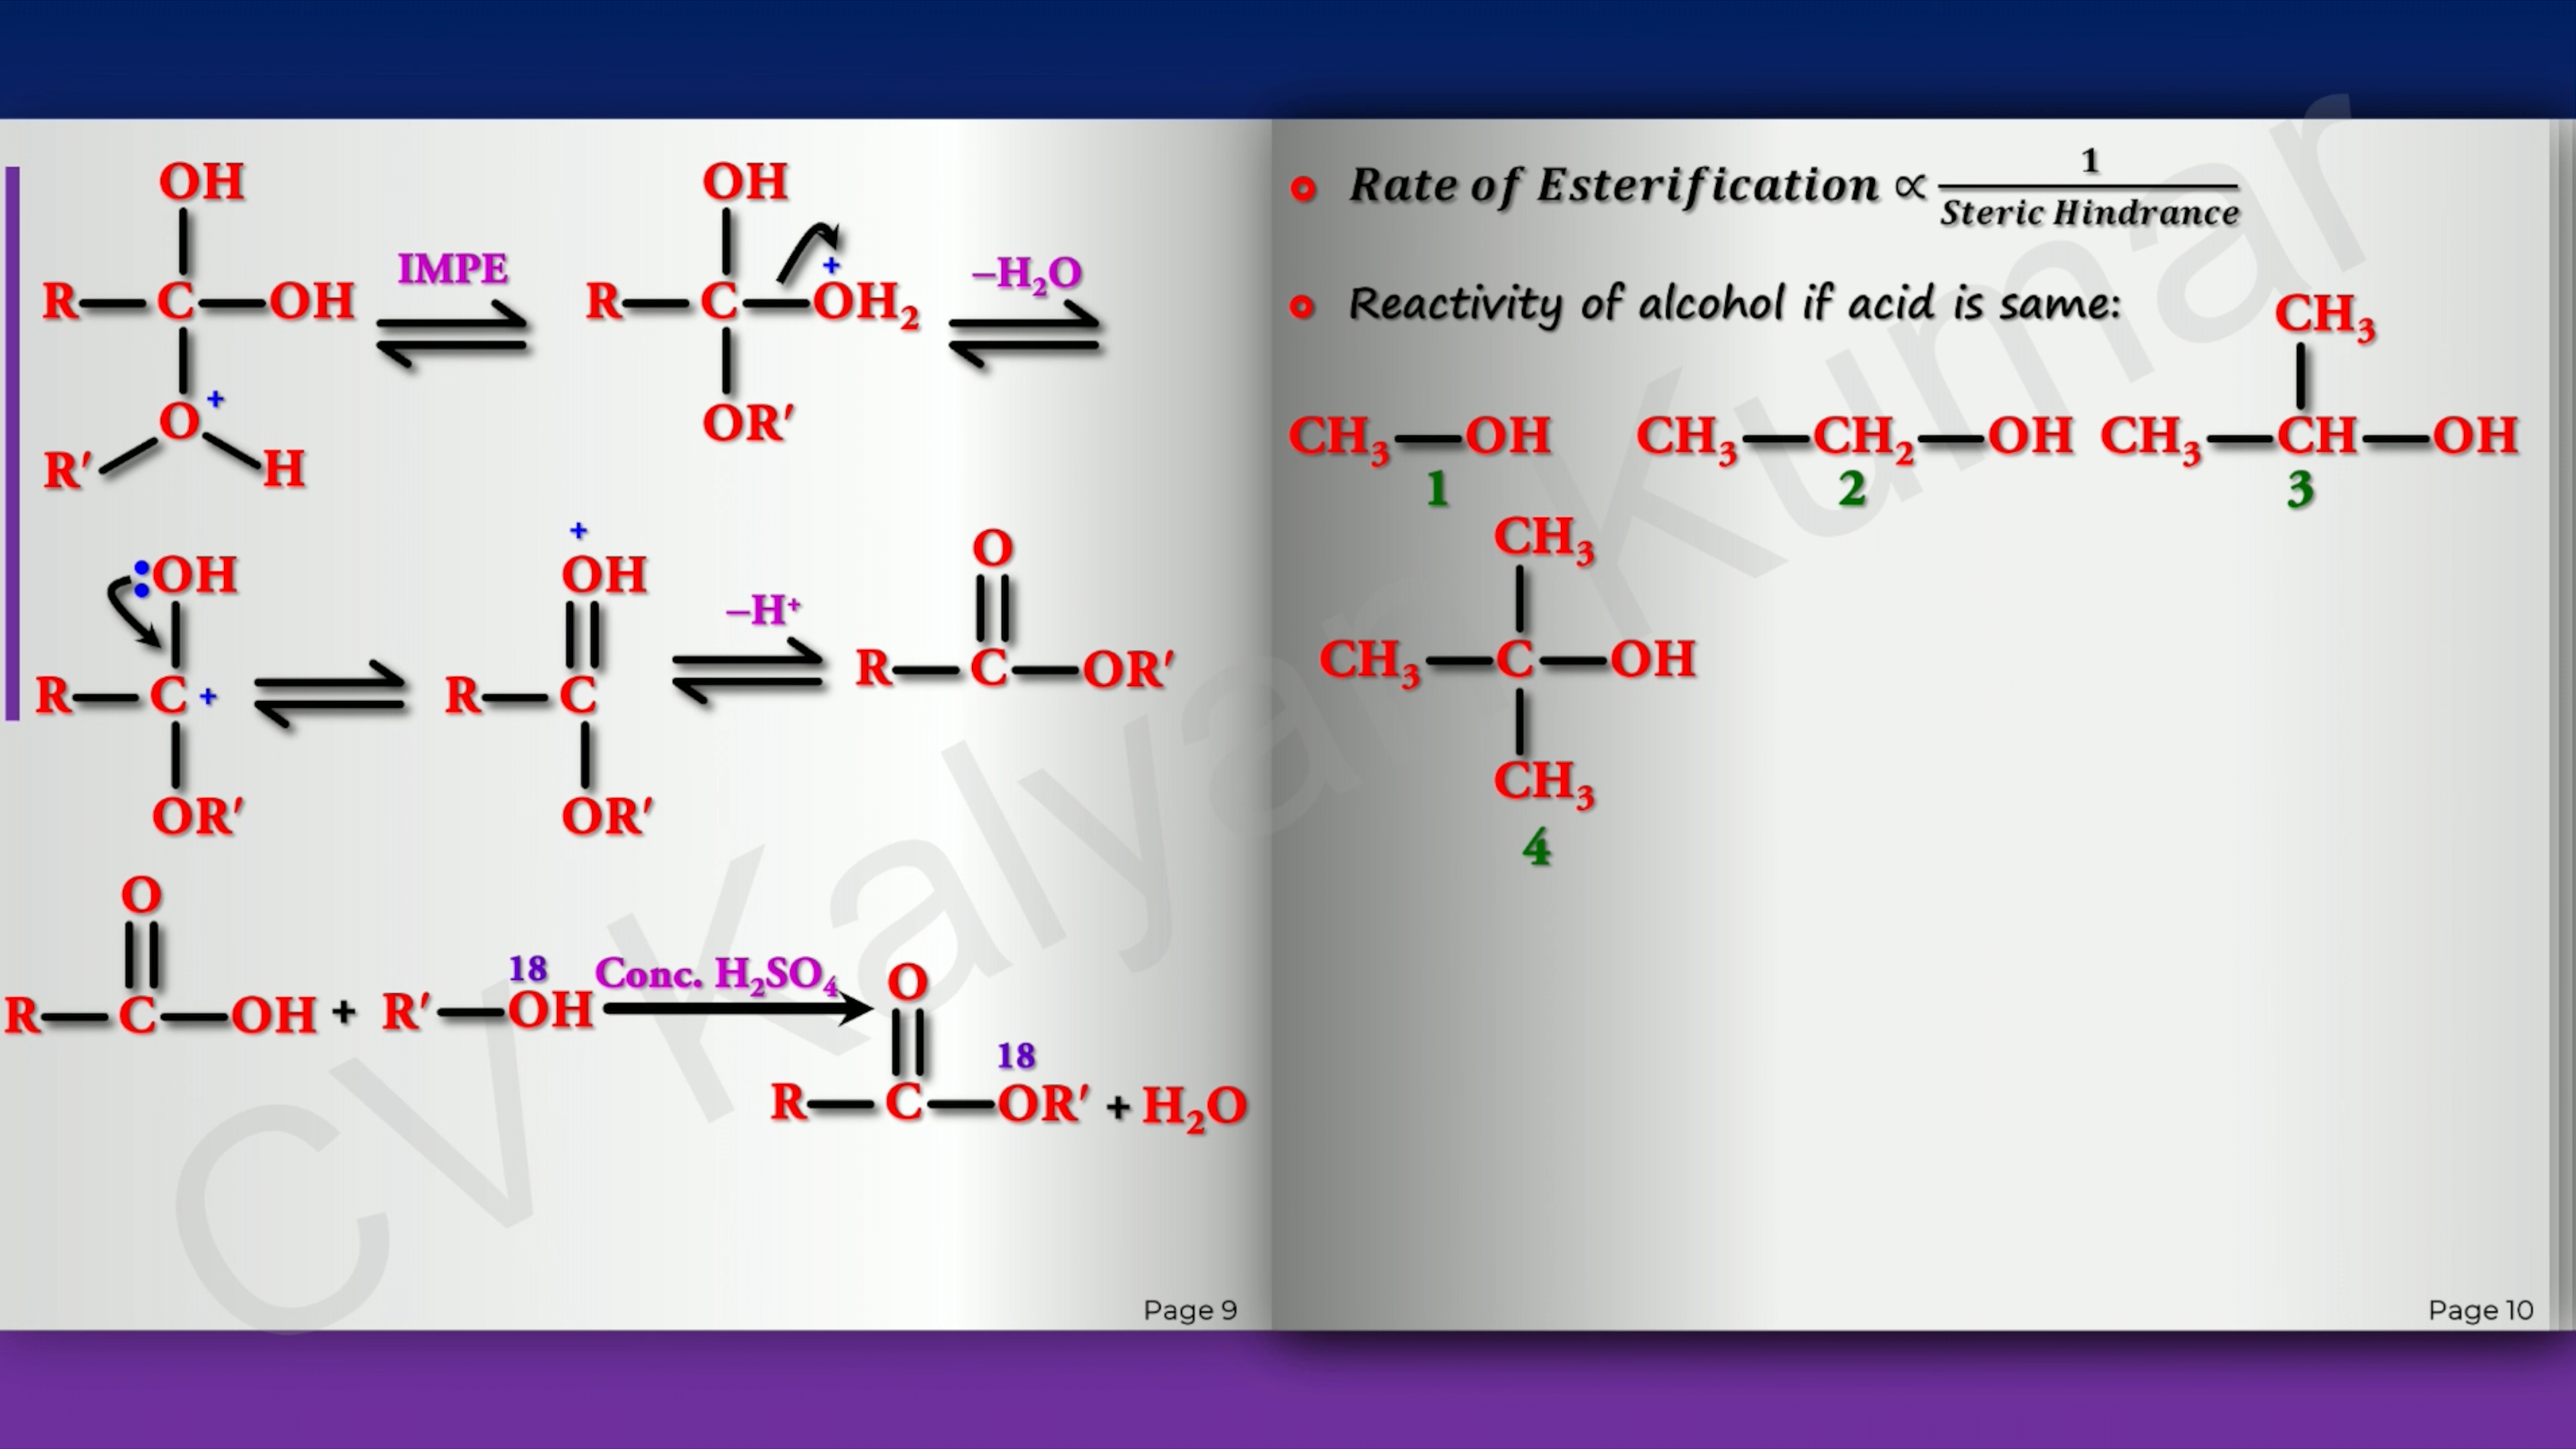 OH OH
R—C—OH IMPE R—C—OH₂⁺ –H₂O
O⁺ OR′
R′ H
:OH OH⁺ –H⁺ O
R—C⁺ R—C R—C—OR′
OR′ OR′
O
R—C—OH + R′—¹⁸OH Conc. H₂SO₄
O
R—C—¹⁸OR′ + H₂O
Page 9
Rate of Esterification ∝ 1 / Steric Hindrance
Reactivity of alcohol if acid is same:
CH₃
CH₃—OH CH₃—CH₂—OH CH₃—CH—OH
1 2 3
CH₃
CH₃—C—OH
CH₃
4
Page 10
CV Kalyan Kumar